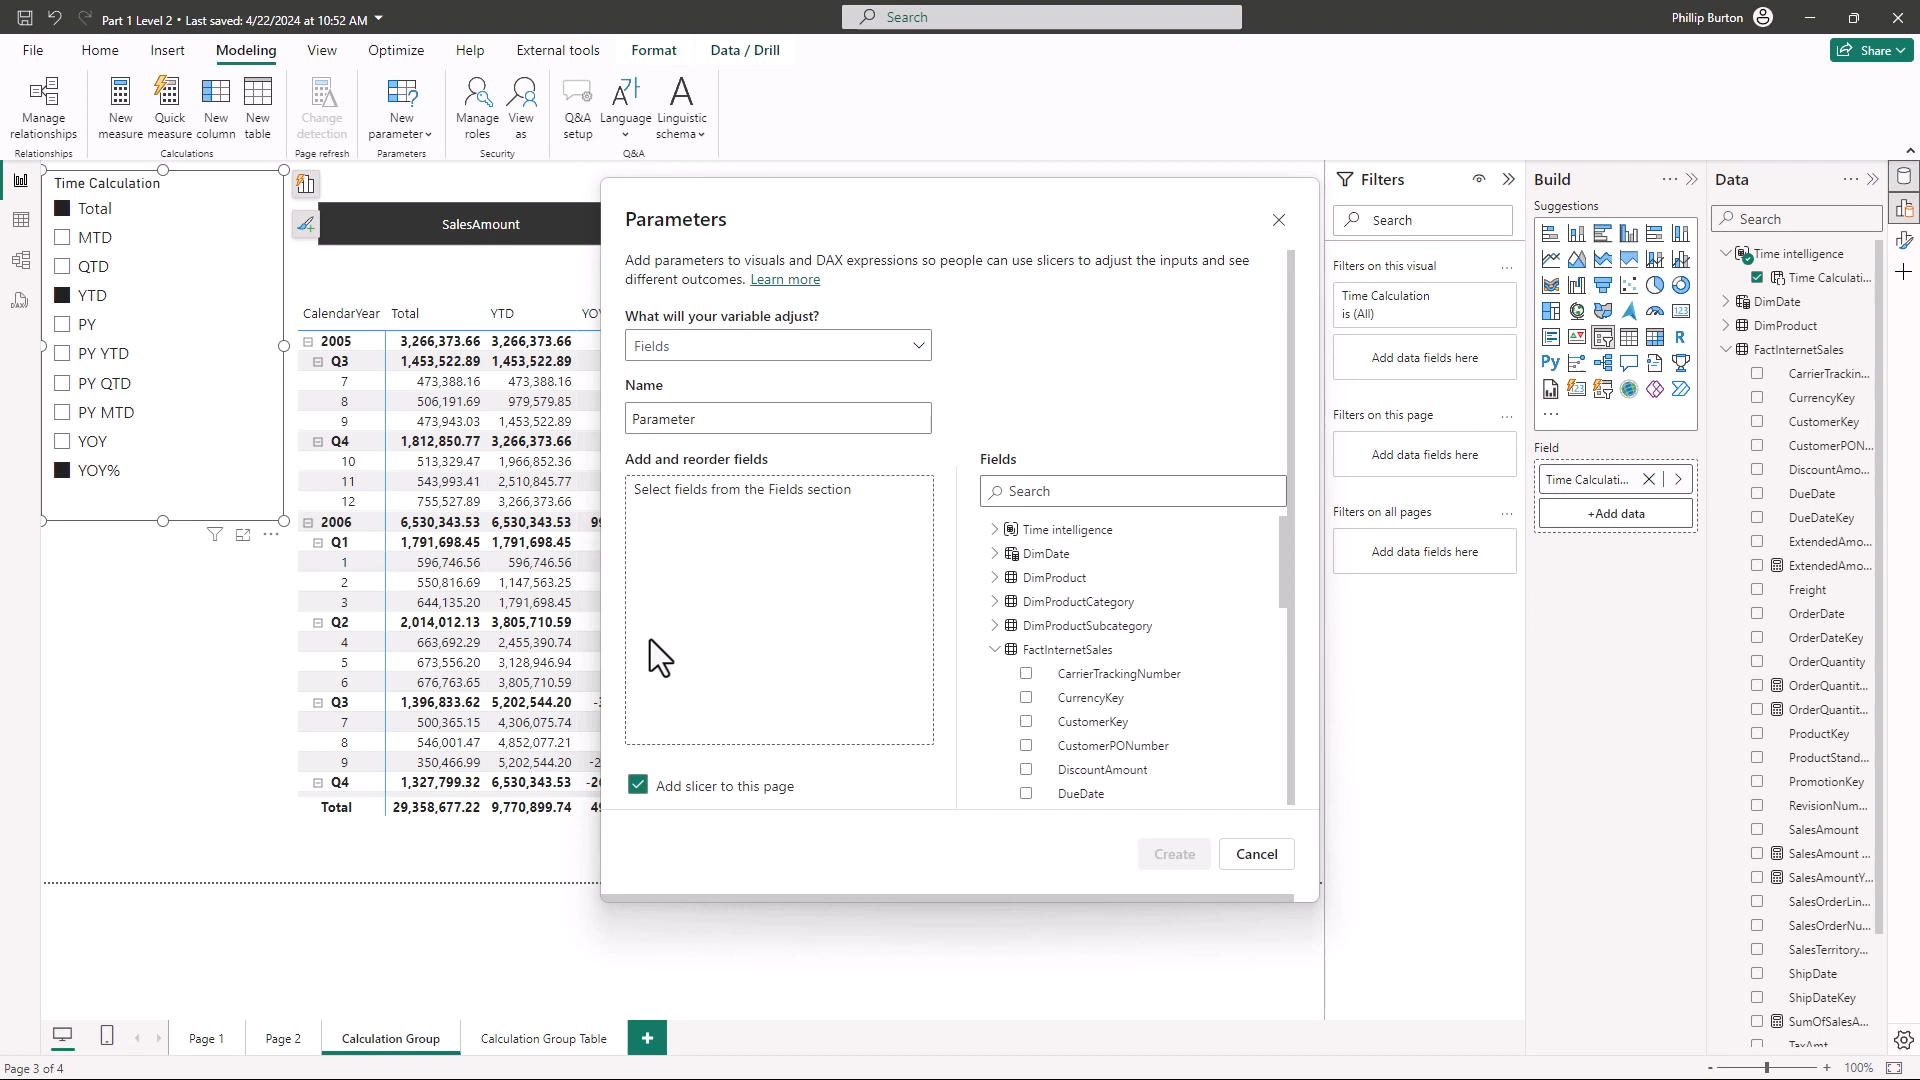 Part 1 Level 2 • Last saved: 4/22/2024 at 10:52 AM
Search
Phillip Burton
File
Home
Insert
Modeling
View
Optimize
Help
External tools
Format
Data / Drill
Share
Manage relationships
New measure
Quick measure
New column
New table
Change detection
New parameter
Manage roles
View as
Q&A setup
Language
Linguistic schema
Relationships
Calculations
Page refresh
Parameters
Security
Q&A
Time Calculation
Total
MTD
QTD
YTD
PY
PY YTD
PY QTD
PY MTD
YOY
YOY%
SalesAmount
CalendarYear Total YTD YOY
2005 3,266,373.66 3,266,373.66
Q3 1,453,522.89 1,453,522.89
7 473,388.16 473,388.16
8 506,191.69 979,579.85
9 473,943.03 1,453,522.89
Q4 1,812,850.77 3,266,373.66
10 513,329.47 1,966,852.36
11 543,993.41 2,510,845.77
12 755,527.89 3,266,373.66
2006 6,530,343.53 6,530,343.53 99
Q1 1,791,698.45 1,791,698.45
1 596,746.56 596,746.56
2 550,816.69 1,147,563.25
3 644,135.20 1,791,698.45
Q2 2,014,012.13 3,805,710.59
4 663,692.29 2,455,390.74
5 673,556.20 3,128,946.94
6 676,763.65 3,805,710.59
Q3 1,396,833.62 5,202,544.20 -3
7 500,365.15 4,306,075.74
8 546,001.47 4,852,077.21
9 350,466.99 5,202,544.20 -2
Q4 1,327,799.32 6,530,343.53 -26
Total 29,358,677.22 9,770,899.74 49
Parameters
Add parameters to visuals and DAX expressions so people can use slicers to adjust the inputs and see
different outcomes. Learn more
What will your variable adjust?
Fields
Name
Parameter
Add and reorder fields
Select fields from the Fields section
Add slicer to this page
Fields
Search
Time intelligence
DimDate
DimProduct
DimProductCategory
DimProductSubcategory
FactInternetSales
CarrierTrackingNumber
CurrencyKey
CustomerKey
CustomerPONumber
DiscountAmount
DueDate
Create
Cancel
Filters
Search
Filters on this visual
Time Calculation
is (All)
Add data fields here
Filters on this page
Add data fields here
Filters on all pages
Add data fields here
Build
Suggestions
R
Py
Field
Time Calculati...
+Add data
Data
Search
Time intelligence
Time Calculati...
DimDate
DimProduct
FactInternetSales
CarrierTrackin...
CurrencyKey
CustomerKey
CustomerPON...
DiscountAmo...
DueDate
DueDateKey
ExtendedAmo...
ExtendedAmo...
Freight
OrderDate
OrderDateKey
OrderQuantity
OrderQuantit...
OrderQuantit...
ProductKey
ProductStand...
PromotionKey
RevisionNum...
SalesAmount
SalesAmount ...
SalesAmountY...
SalesOrderLin...
SalesOrderNu...
SalesTerritory...
ShipDate
ShipDateKey
SumOfSalesA...
TaxAmt
Page 1
Page 2
Calculation Group
Calculation Group Table
Page 3 of 4
100%